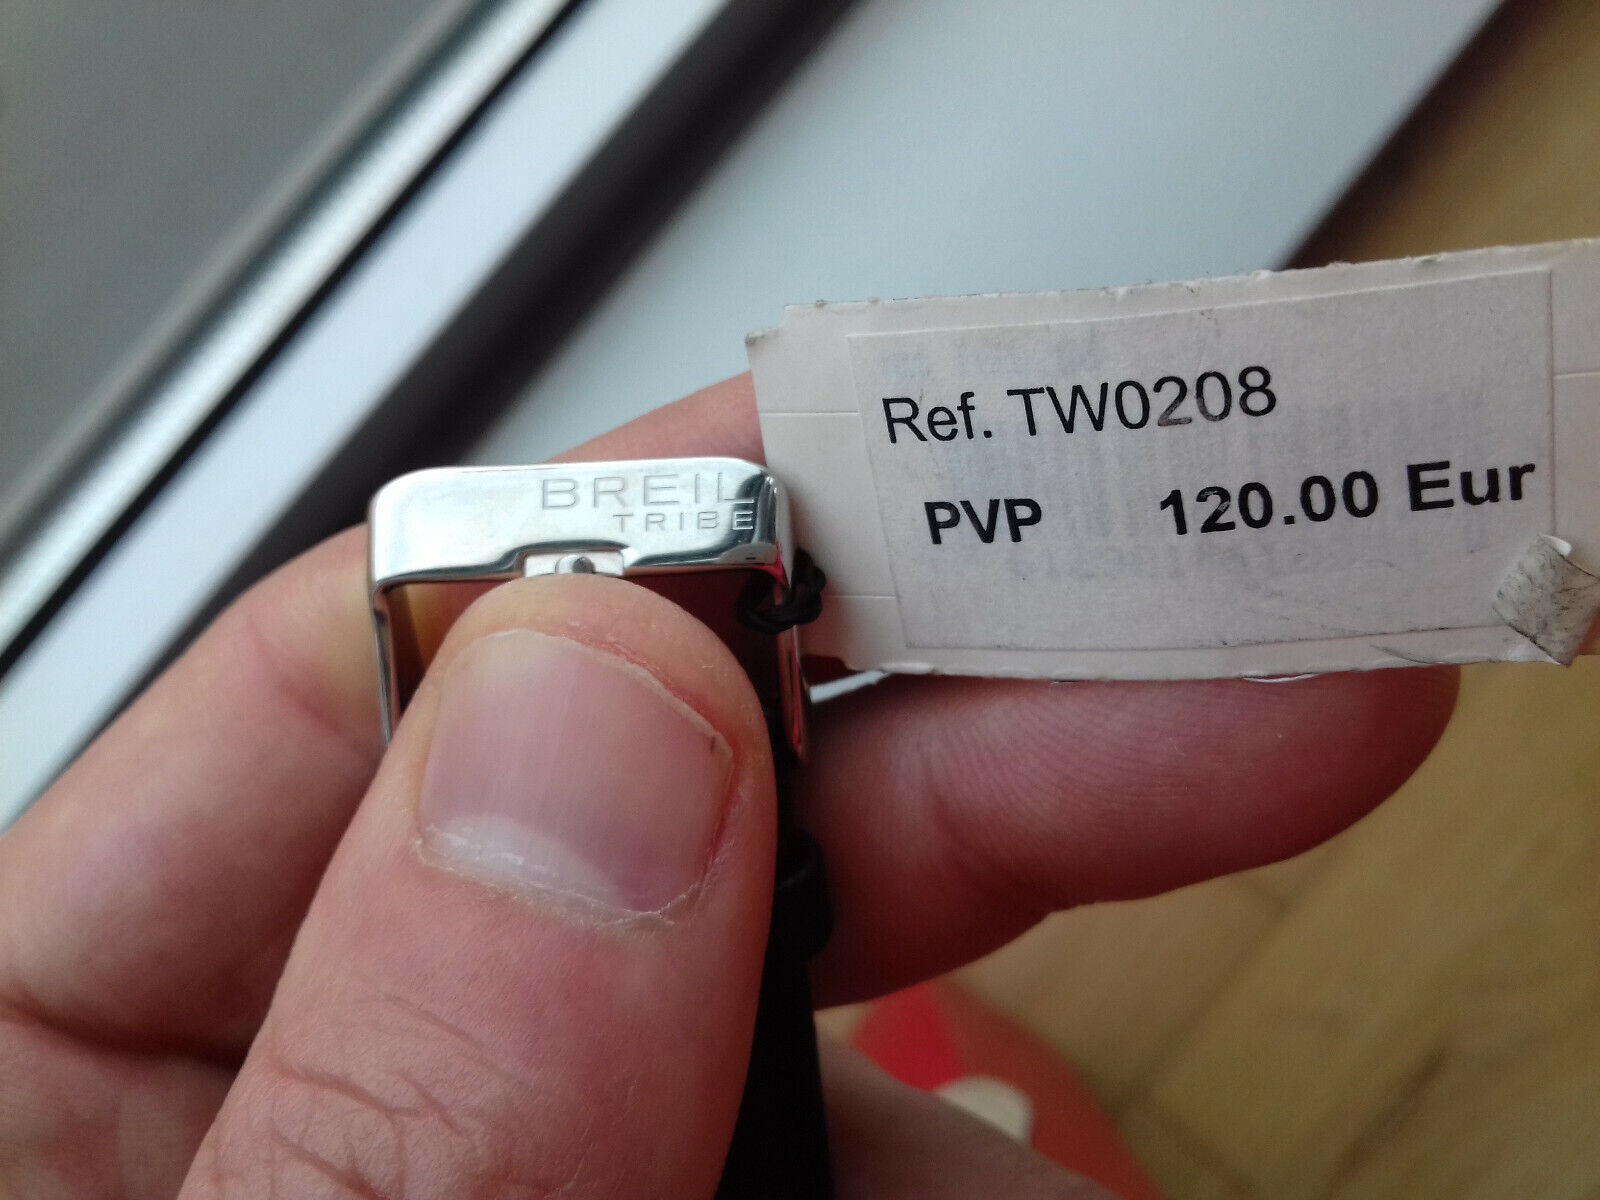 BREIL
TRIBE
Ref. TW0208
PVP 120.00 Eur